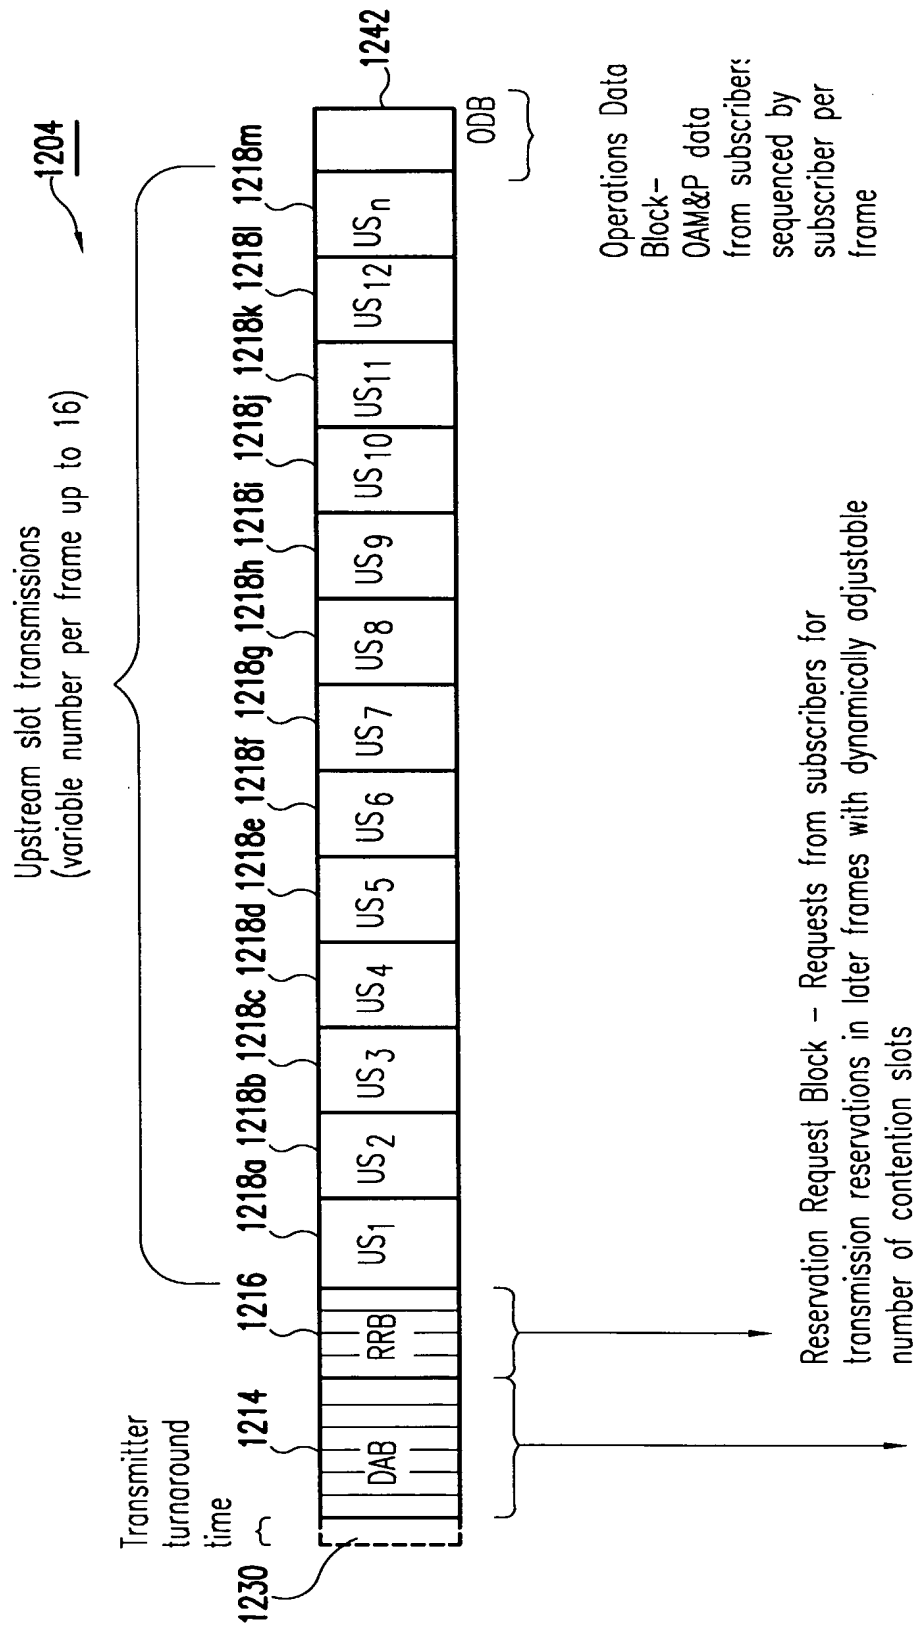 1204
Upstream slot transmissions
(variable number per frame up to 16)
Transmitter
turnaround
time
1230
1214
1216
1218a
1218b
1218c
1218d
1218e
1218f
1218g
1218h
1218i
1218j
1218k
1218l
1218m
1242
DAB
RRB
US1
US2
US3
US4
US5
US6
US7
US8
US9
US10
US11
US12
USn
ODB
Operations Data
Block-
OAM&P data
from subscribers
sequenced by
subscriber per
frame
Reservation Request Block - Requests from subscribers for
transmission reservations in later frames with dynamically adjustable
number of contention slots